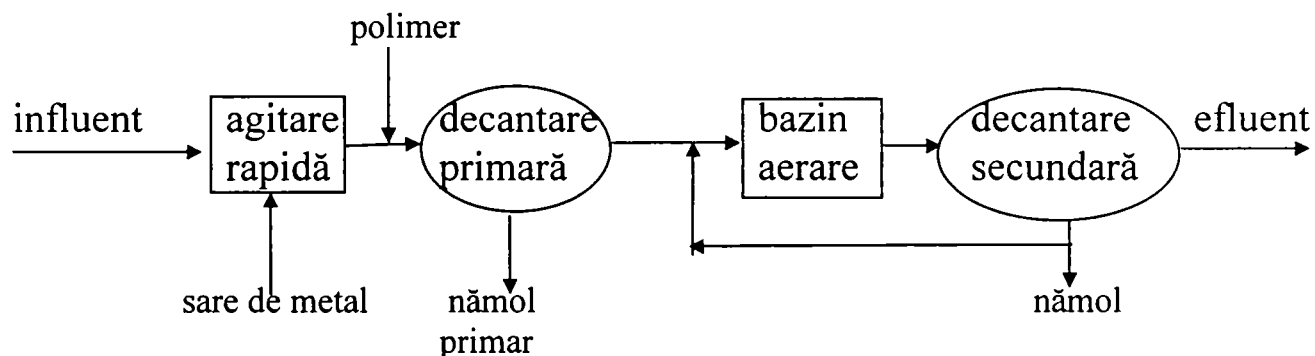 polimer
influent
agitare
rapidă
decantare
primară
bazin
aerare
decantare
secundară
efluent
sare de metal
nămol
primar
nămol